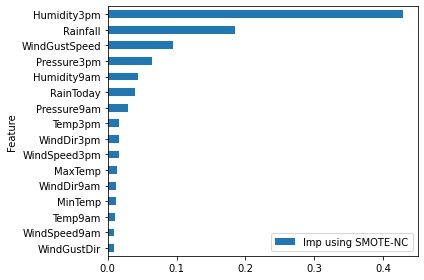 Humidity3pm
Rainfall
WindGustSpeed
Pressure3pm
Humidity9am
RainToday
Pressure9am
Temp3pm
WindDir3pm
WindSpeed3pm
MaxTemp
WindDir9am
MinTemp
Temp9am
WindSpeed9am
WindGustDir
Feature
Imp using SMOTE-NC
0.0 0.1 0.2 0.3 0.4